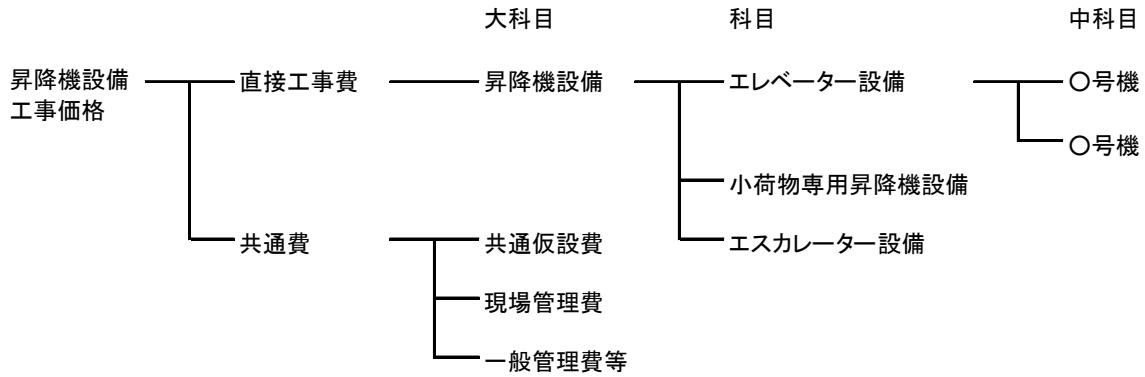 大科目 科目 中科目
昇降機設備 直接工事費 昇降機設備 エレベーター設備 〇号機
工事価格
〇号機
小荷物専用昇降機設備
共通費 共通仮設費 エスカレーター設備
現場管理費
一般管理費等